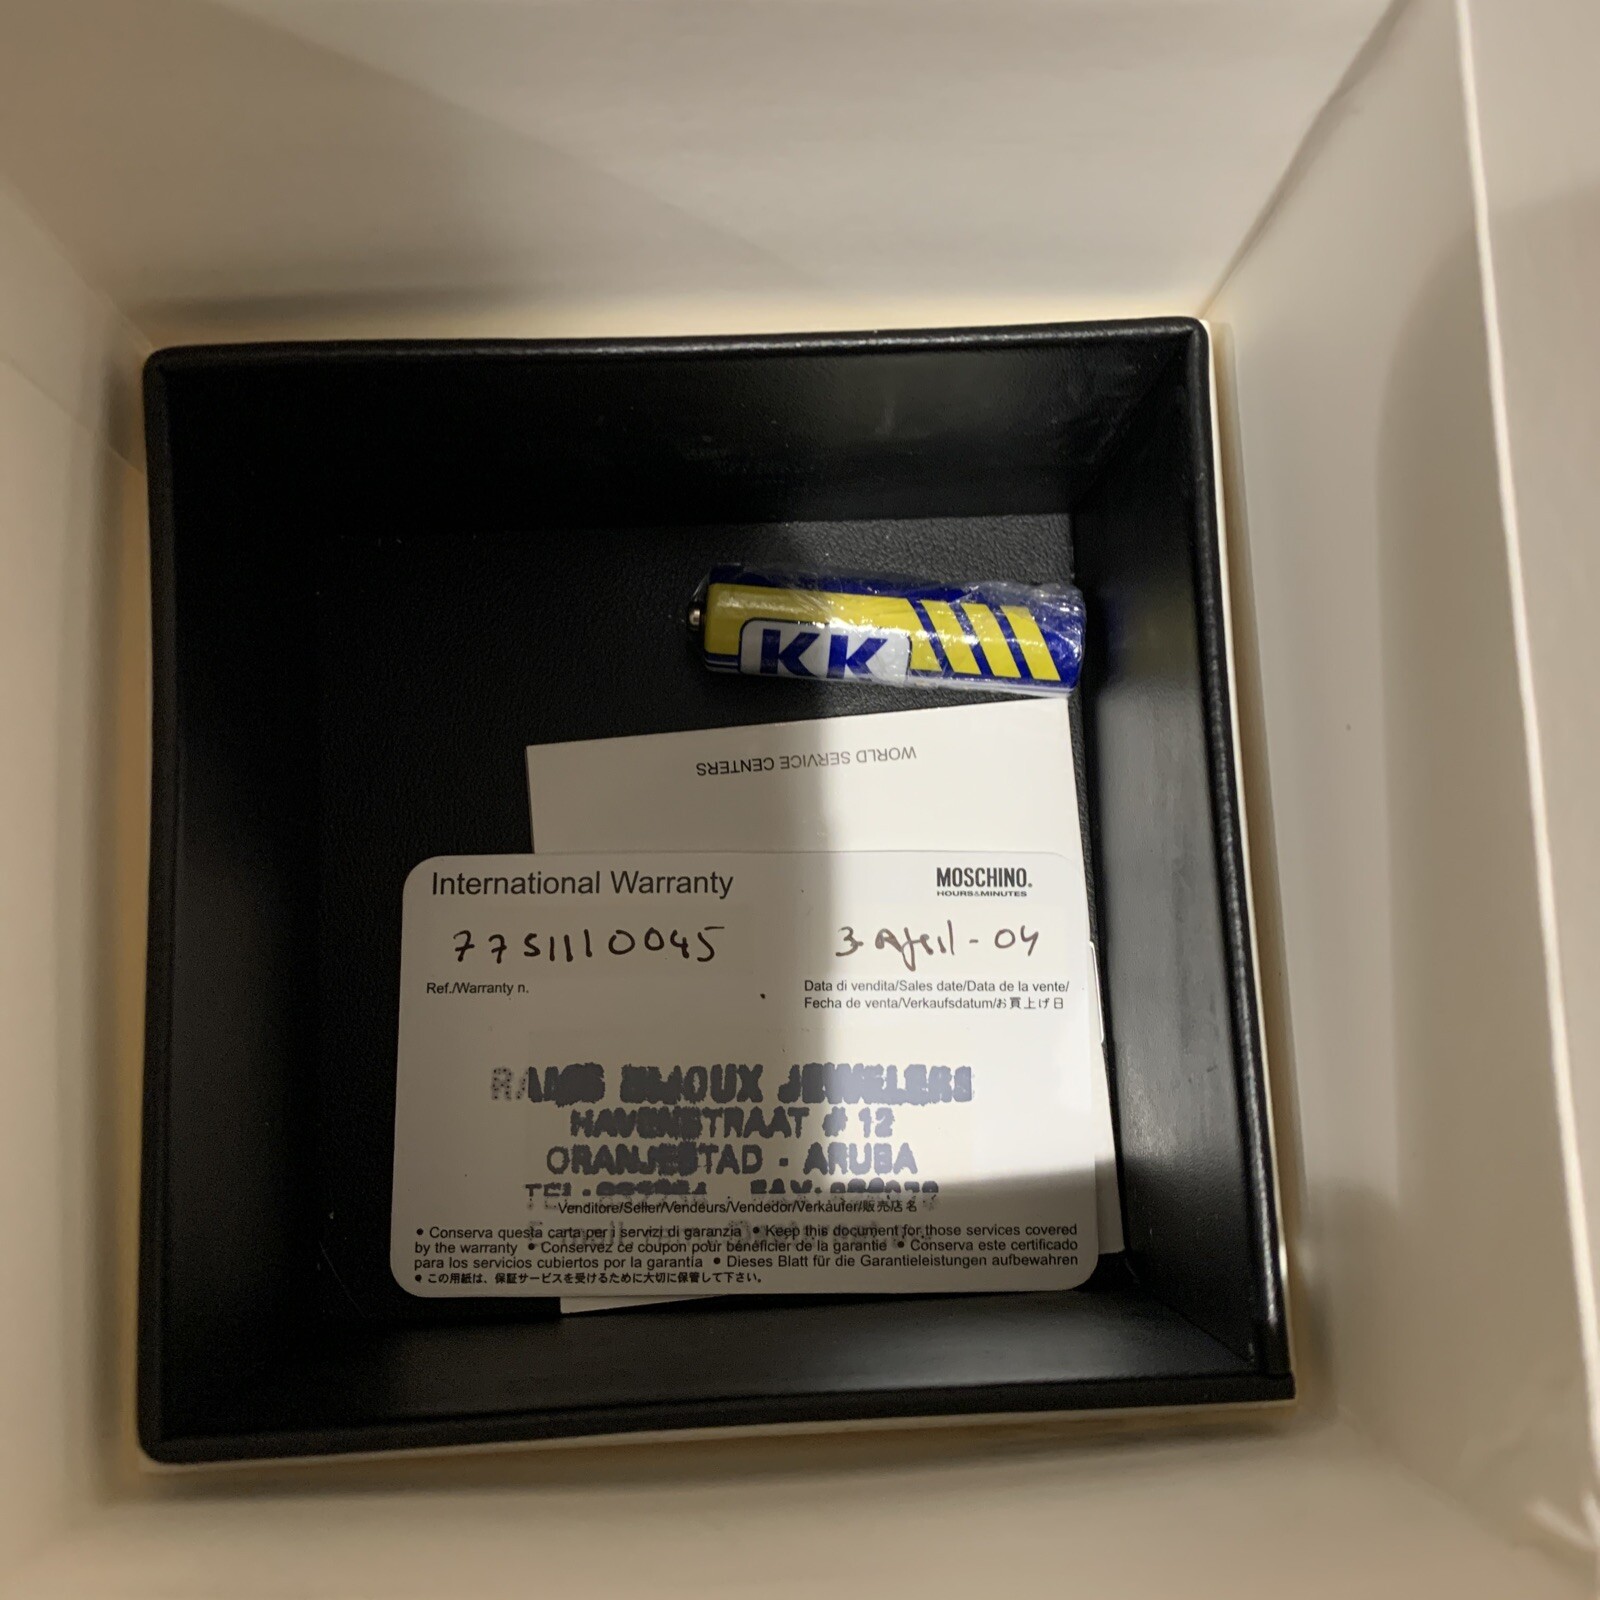 KK
WORLD SERVICE CENTERS
International Warranty
MOSCHINO.
HOURS&MINUTES
7751110045
3-April-04
Ref./Warranty n.
Data di vendita/Sales date/Data de la vente/
Fecha de venta/Verkaufsdatum/お買上げ日
BIJOUX JEWELERS
HAVENSTRAAT # 12
ORANJESTAD - ARUBA
TEL: FAX:
Venditore/Seller/Vendeurs/Vendedor/Verkäufer/販売店名
• Conserva questa carta per i servizi di garanzia • Keep this document for those services covered
by the warranty • Conservez ce coupon pour bénéficier de la garantie • Conserva este certificado
para los servicios cubiertos por la garantía • Dieses Blatt für die Garantieleistungen aufbewahren
• この用紙は、保証サービスを受けるために大切に保管して下さい。